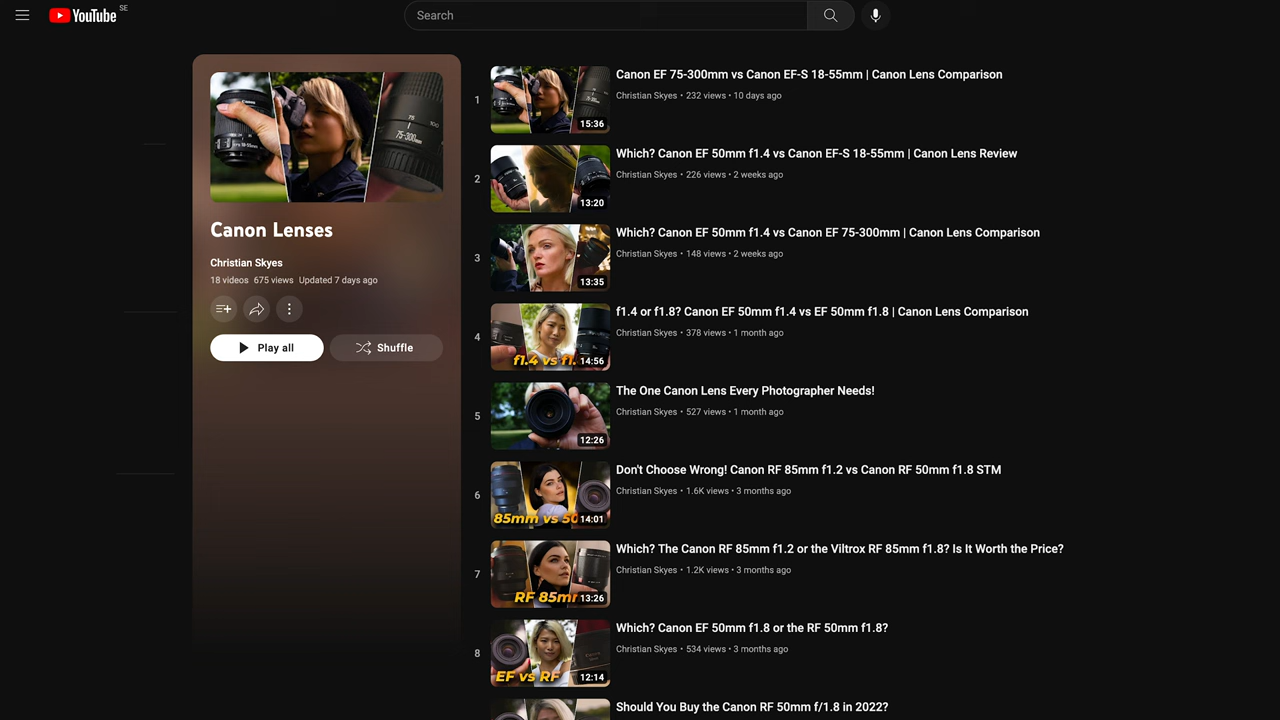 YouTube SE
Search
Canon Lenses
Christian Skyes
18 videos 675 views Updated 7 days ago
Play all
Shuffle
1
15:36
Canon EF 75-300mm vs Canon EF-S 18-55mm | Canon Lens Comparison
Christian Skyes • 232 views • 10 days ago
2
13:20
Which? Canon EF 50mm f1.4 vs Canon EF-S 18-55mm | Canon Lens Review
Christian Skyes • 226 views • 2 weeks ago
3
13:35
Which? Canon EF 50mm f1.4 vs Canon EF 75-300mm | Canon Lens Comparison
Christian Skyes • 148 views • 2 weeks ago
4
f1.4 vs f1.
14:56
f1.4 or f1.8? Canon EF 50mm f1.4 vs EF 50mm f1.8 | Canon Lens Comparison
Christian Skyes • 378 views • 1 month ago
5
12:26
The One Canon Lens Every Photographer Needs!
Christian Skyes • 527 views • 1 month ago
6
85mm vs 50
14:01
Don't Choose Wrong! Canon RF 85mm f1.2 vs Canon RF 50mm f1.8 STM
Christian Skyes • 1.6K views • 3 months ago
7
RF 85m
13:26
Which? The Canon RF 85mm f1.2 or the Viltrox RF 85mm f1.8? Is It Worth the Price?
Christian Skyes • 1.2K views • 3 months ago
8
EF vs RF
12:14
Which? Canon EF 50mm f1.8 or the RF 50mm f1.8?
Christian Skyes • 534 views • 3 months ago
Should You Buy the Canon RF 50mm f/1.8 in 2022?